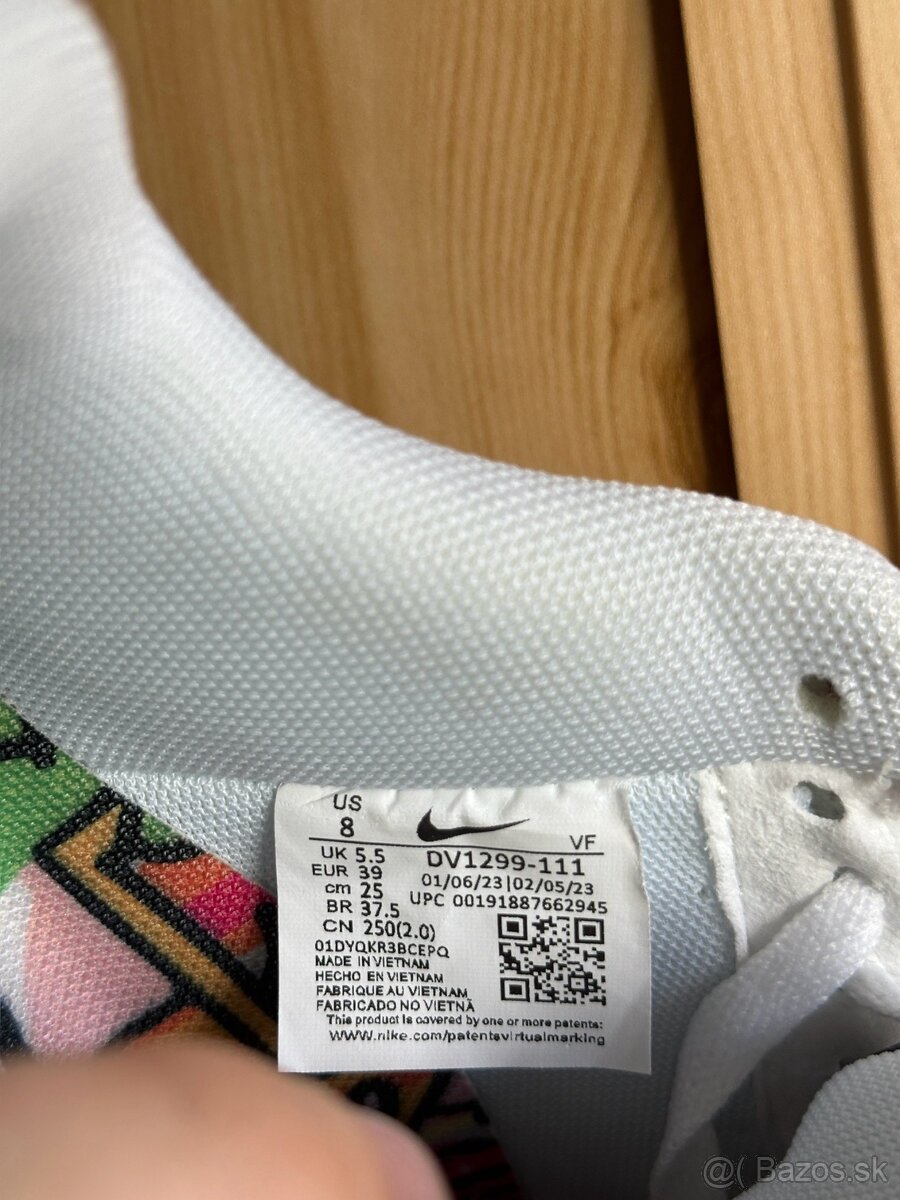 US
8
VF
UK 5.5
EUR 39
cm 25
BR 37.5
CN 250(2.0)
DV1299-111
01/06/23|02/05/23
UPC 00191887662945
01DYQKR3BCEPQ
MADE IN VIETNAM
HECHO EN VIETNAM
FABRIQUE AU VIETNAM
FABRICADO NO VIETNÃ
This product is covered by one or more patents:
www.nike.com/patentsvirtualmarking
@( Bazos.sk